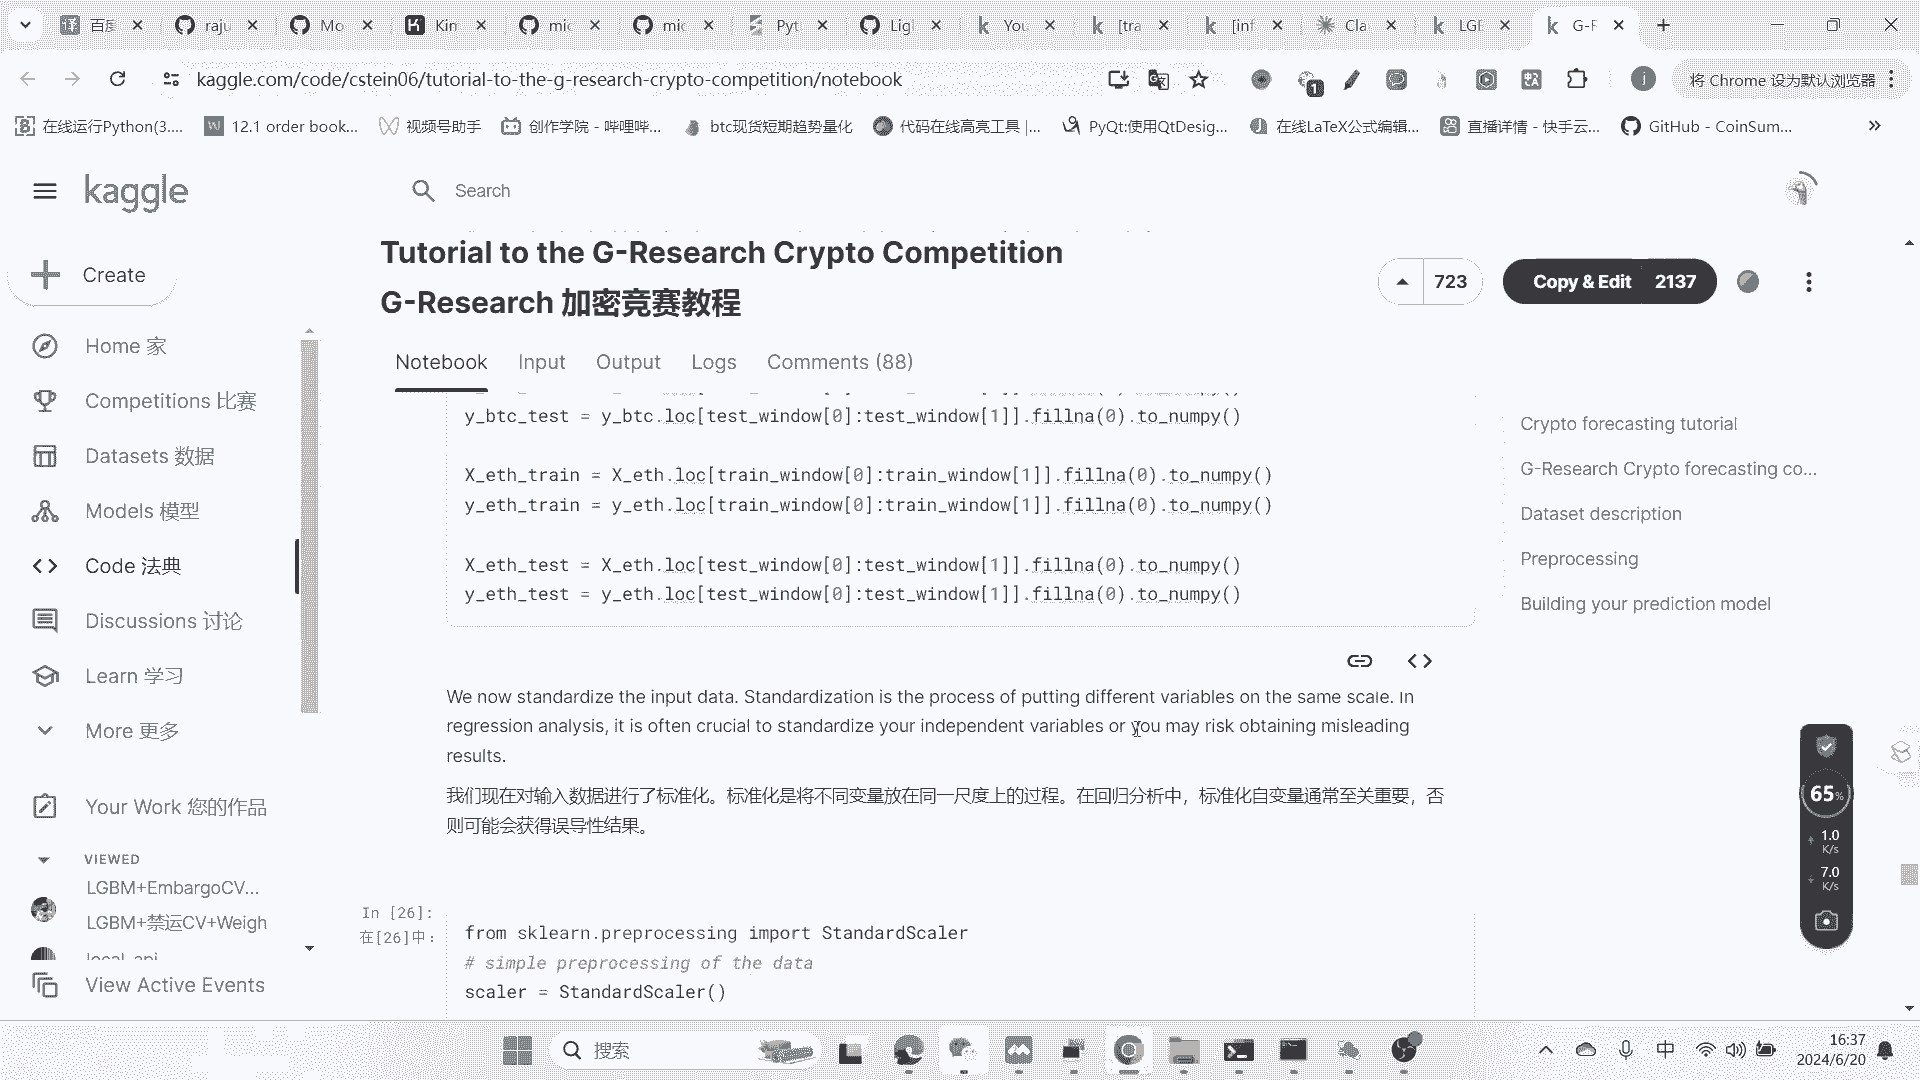 百度
raju
Mo
Kin
mic
mic
Pyt
Ligl
You
[tra
[inf
Cla
LGE
G-F
kaggle.com/code/cstein06/tutorial-to-the-g-research-crypto-competition/notebook
1
j
将 Chrome 设为默认浏览器
在线运行Python(3....
12.1 order book...
视频号助手
创作学院 - 哔哩哔...
btc现货短期趋势量化
代码在线高亮工具 |...
PyQt:使用QtDesig...
在线LaTeX公式编辑...
直播详情 - 快手云...
GitHub - CoinSum...
kaggle
Search
Create
Home 家
Competitions 比赛
Datasets 数据
Models 模型
Code 法典
Discussions 讨论
Learn 学习
More 更多
Your Work 您的作品
VIEWED
LGBM+EmbargoCV...
LGBM+禁运CV+Weigh
local_api
View Active Events
Tutorial to the G-Research Crypto Competition
G-Research 加密竞赛教程
723
Copy & Edit
2137
Notebook
Input
Output
Logs
Comments (88)
y_btc_test = y_btc.loc[test_window[0]:test_window[1]].fillna(0).to_numpy()
X_eth_train = X_eth.loc[train_window[0]:train_window[1]].fillna(0).to_numpy()
y_eth_train = y_eth.loc[train_window[0]:train_window[1]].fillna(0).to_numpy()
X_eth_test = X_eth.loc[test_window[0]:test_window[1]].fillna(0).to_numpy()
y_eth_test = y_eth.loc[test_window[0]:test_window[1]].fillna(0).to_numpy()
We now standardize the input data. Standardization is the process of putting different variables on the same scale. In
regression analysis, it is often crucial to standardize your independent variables or you may risk obtaining misleading
results.
我们现在对输入数据进行了标准化。标准化是将不同变量放在同一尺度上的过程。在回归分析中，标准化自变量通常至关重要，否
则可能会获得误导性结果。
In [26]:
在[26]中：
from sklearn.preprocessing import StandardScaler
# simple preprocessing of the data
scaler = StandardScaler()
Crypto forecasting tutorial
G-Research Crypto forecasting co...
Dataset description
Preprocessing
Building your prediction model
65%
1.0
K/s
7.0
K/s
搜索
中
16:37
2024/6/20